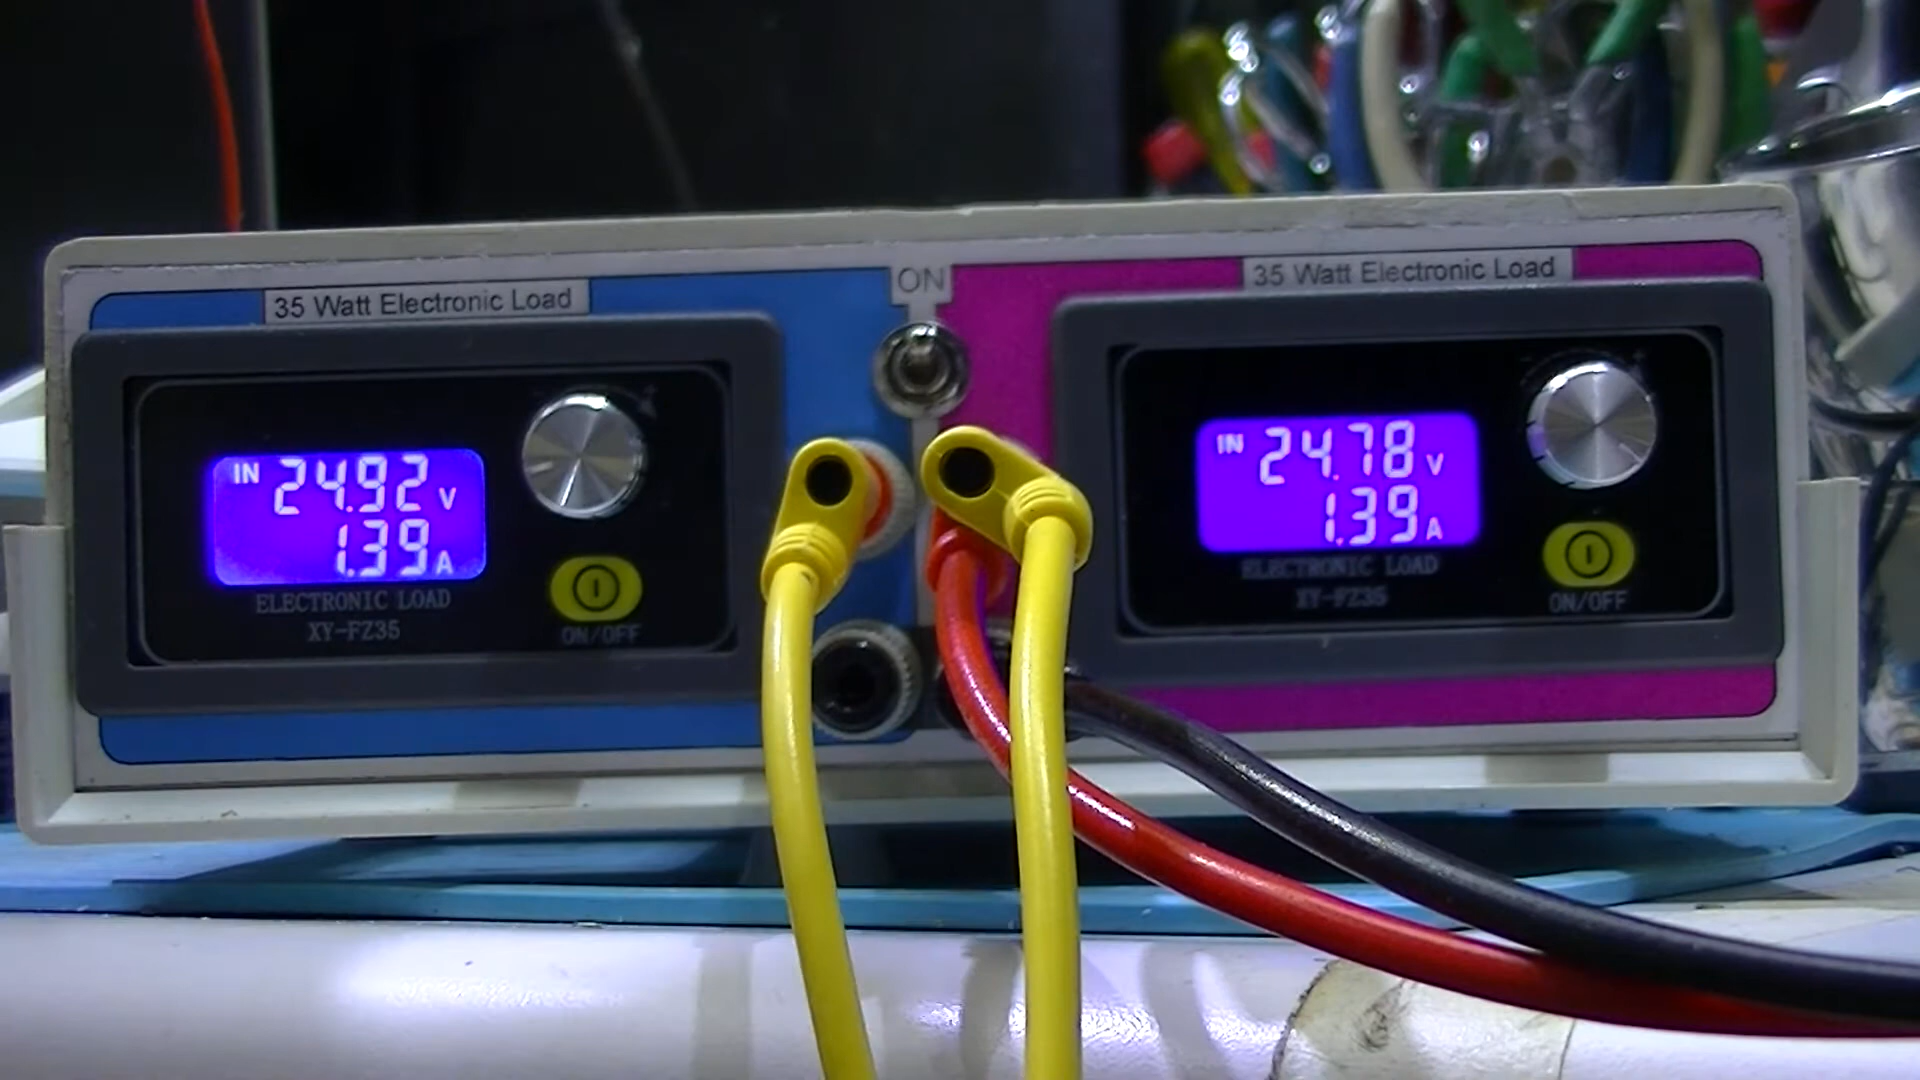 35 Watt Electronic Load
IN 24.92 V
1.39 A
ELECTRONIC LOAD
XY-FZ35
ON/OFF
ON
35 Watt Electronic Load
IN 24.78 V
1.39 A
ELECTRONIC LOAD
XY-FZ35
ON/OFF